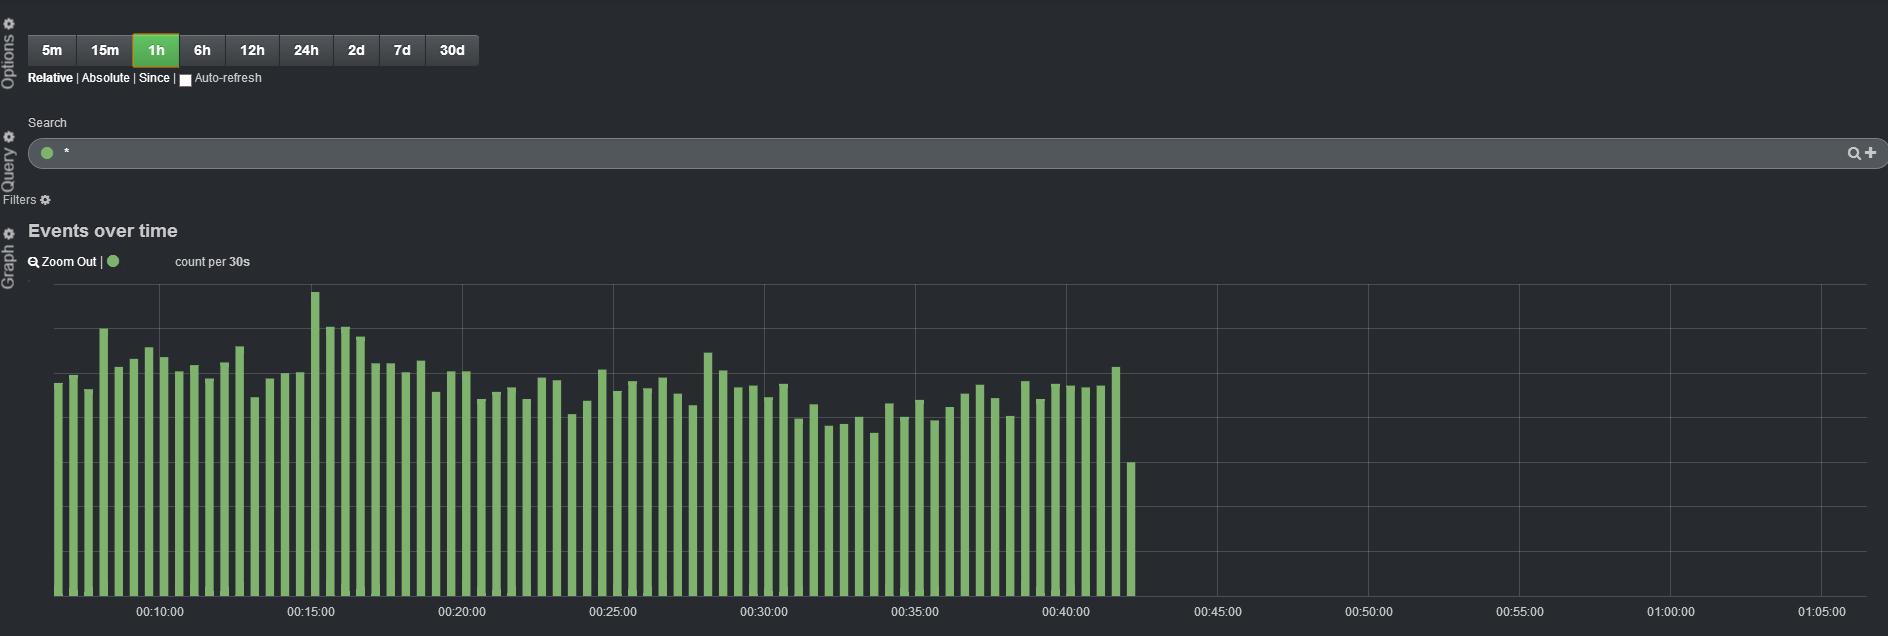 Options
5m 15m 1h 6h 12h 24h 2d 7d 30d
Relative | Absolute | Since | Auto-refresh
Query
Search
*
Filters
Graph
Events over time
Zoom Out | count per 30s
00:10:00 00:15:00 00:20:00 00:25:00 00:30:00 00:35:00 00:40:00 00:45:00 00:50:00 00:55:00 01:00:00 01:05:00